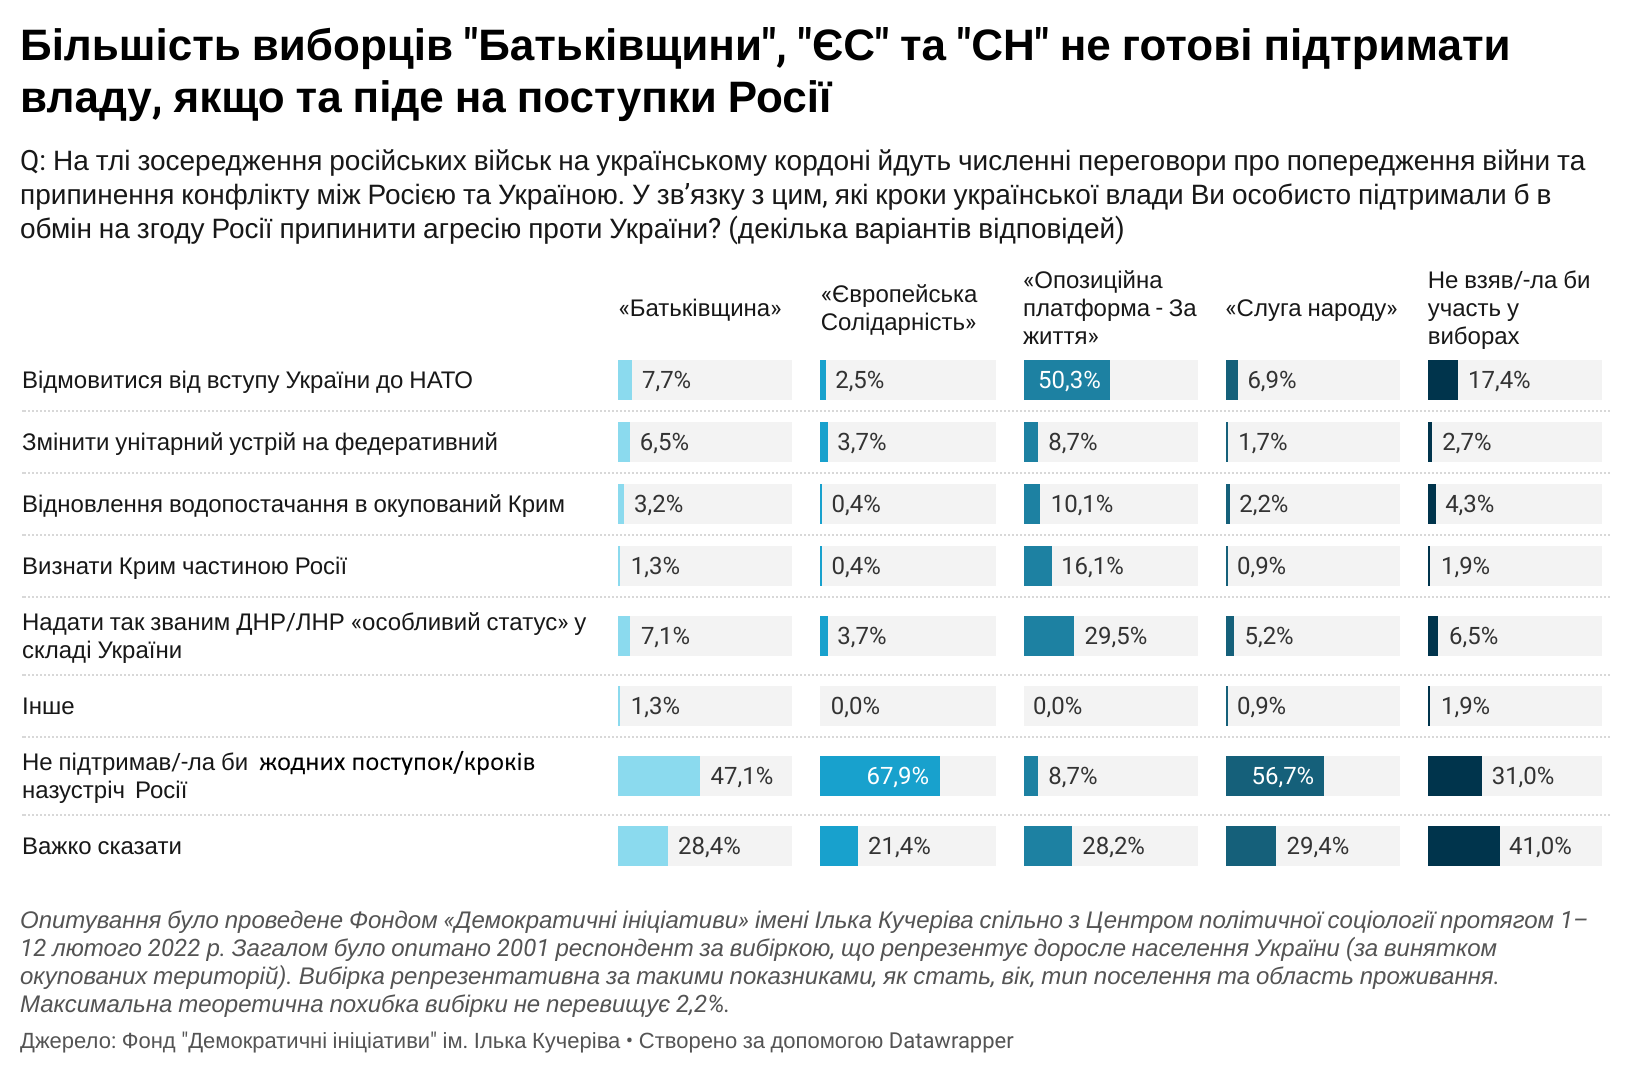 Більшість виборців "Батьківщини", "ЄС" та "СН" не готові підтримати
владу, якщо та піде на поступки Росії
Q: На тлі зосередження російських військ на українському кордоні йдуть численні переговори про попередження війни та
припинення конфлікту між Росією та Україною. У зв’язку з цим, які кроки української влади Ви особисто підтримали б в
обмін на згоду Росії припинити агресію проти України? (декілька варіантів відповідей)
«Батьківщина»
«Європейська
Солідарність»
«Опозиційна
платформа - За
життя»
«Слуга народу»
Не взяв/-ла би
участь у
виборах
Відмовитися від вступу України до НАТО 7,7% 2,5% 50,3% 6,9% 17,4%
Змінити унітарний устрій на федеративний 6,5% 3,7% 8,7% 1,7% 2,7%
Відновлення водопостачання в окупований Крим 3,2% 0,4% 10,1% 2,2% 4,3%
Визнати Крим частиною Росії 1,3% 0,4% 16,1% 0,9% 1,9%
Надати так званим ДНР/ЛНР «особливий статус» у
складі України
7,1% 3,7% 29,5% 5,2% 6,5%
Інше 1,3% 0,0% 0,0% 0,9% 1,9%
Не підтримав/-ла би жодних поступок/кроків
назустріч Росії
47,1% 67,9% 8,7% 56,7% 31,0%
Важко сказати 28,4% 21,4% 28,2% 29,4% 41,0%
Опитування було проведене Фондом «Демократичні ініціативи» імені Ілька Кучеріва спільно з Центром політичної соціології протягом 1–
12 лютого 2022 р. Загалом було опитано 2001 респондент за вибіркою, що репрезентує доросле населення України (за винятком
окупованих територій). Вибірка репрезентативна за такими показниками, як стать, вік, тип поселення та область проживання.
Максимальна теоретична похибка вибірки не перевищує 2,2%.
Джерело: Фонд "Демократичні ініціативи" ім. Ілька Кучеріва • Створено за допомогою Datawrapper